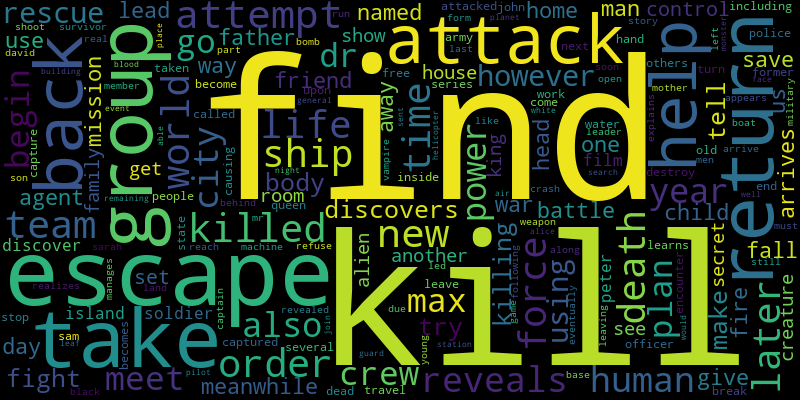 rescue lead attempt named home man control including
use father go dr show house save
survivor david
back group find attack help return
begin mission world city life friend however
way away time tell us
agent get family ship body room power king head one film year arrives
team killed discovers new war battle child secret fall
discover escape kill death
take also max another force using peter plan see make fire creature later
island soldier set alien try killing
day order crew reveals human give
fight meet meanwhile
attacked john form planet story run
army last hand others police former
real place part bomb taken free series next turn face monster
building blood become upon called general like come work water open soon left
member event able causing inside vampire leader white boat mother appears military
son capture people night behind queen sent helicopter air crash search old men arrive end destroy must
remaining state mr machine refuse weapon alice well still
sarah manages reach led along learns explains encounter
realizes land revealed leave due game following eventually leaving would
stop sam leaf becomes captain captured several join young station officer break
black pilot dead travel guard base